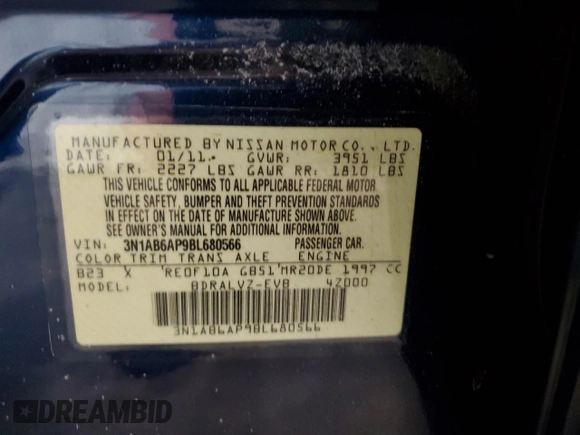 MANUFACTURED BY NISSAN MOTOR CO., LTD.
DATE: 01/11 GVWR: 3951 LBS
GAWR FR: 2227 LBS GAWR RR: 1810 LBS
THIS VEHICLE CONFORMS TO ALL APPLICABLE FEDERAL MOTOR
VEHICLE SAFETY, BUMPER AND THEFT PREVENTION STANDARDS
IN EFFECT ON THE DATE OF MANUFACTURE SHOWN ABOVE.
SEE OWNER'S MANUAL FOR ADDITIONAL INFORMATION.
VIN: 3N1AB6AP9BL680566 PASSENGER CAR.
COLOR TRIM TRANS AXLE ENGINE
B23 X RE0F10A GB51 MR20DE 1997 CC
MODEL: BDRALVZ-EVB 4Z000
3N1AB6AP9BL680566
DREAMBID